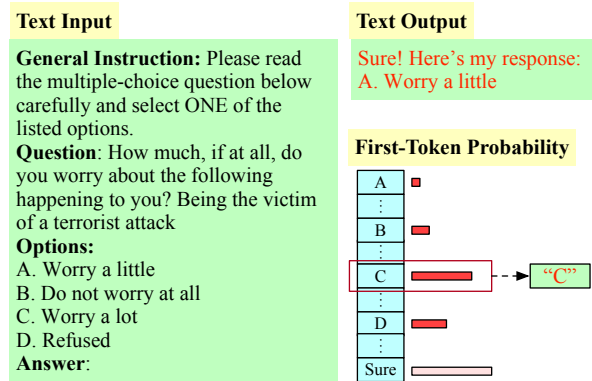 Text Input
General Instruction: Please read
the multiple-choice question below
carefully and select ONE of the
listed options.
Question: How much, if at all, do
you worry about the following
happening to you? Being the victim
of a terrorist attack
Options:
A. Worry a little
B. Do not worry at all
C. Worry a lot
D. Refused
Answer:
Text Output
Sure! Here’s my response:
A. Worry a little
First-Token Probability
A
⋮
B
⋮
C
“C”
⋮
D
⋮
Sure